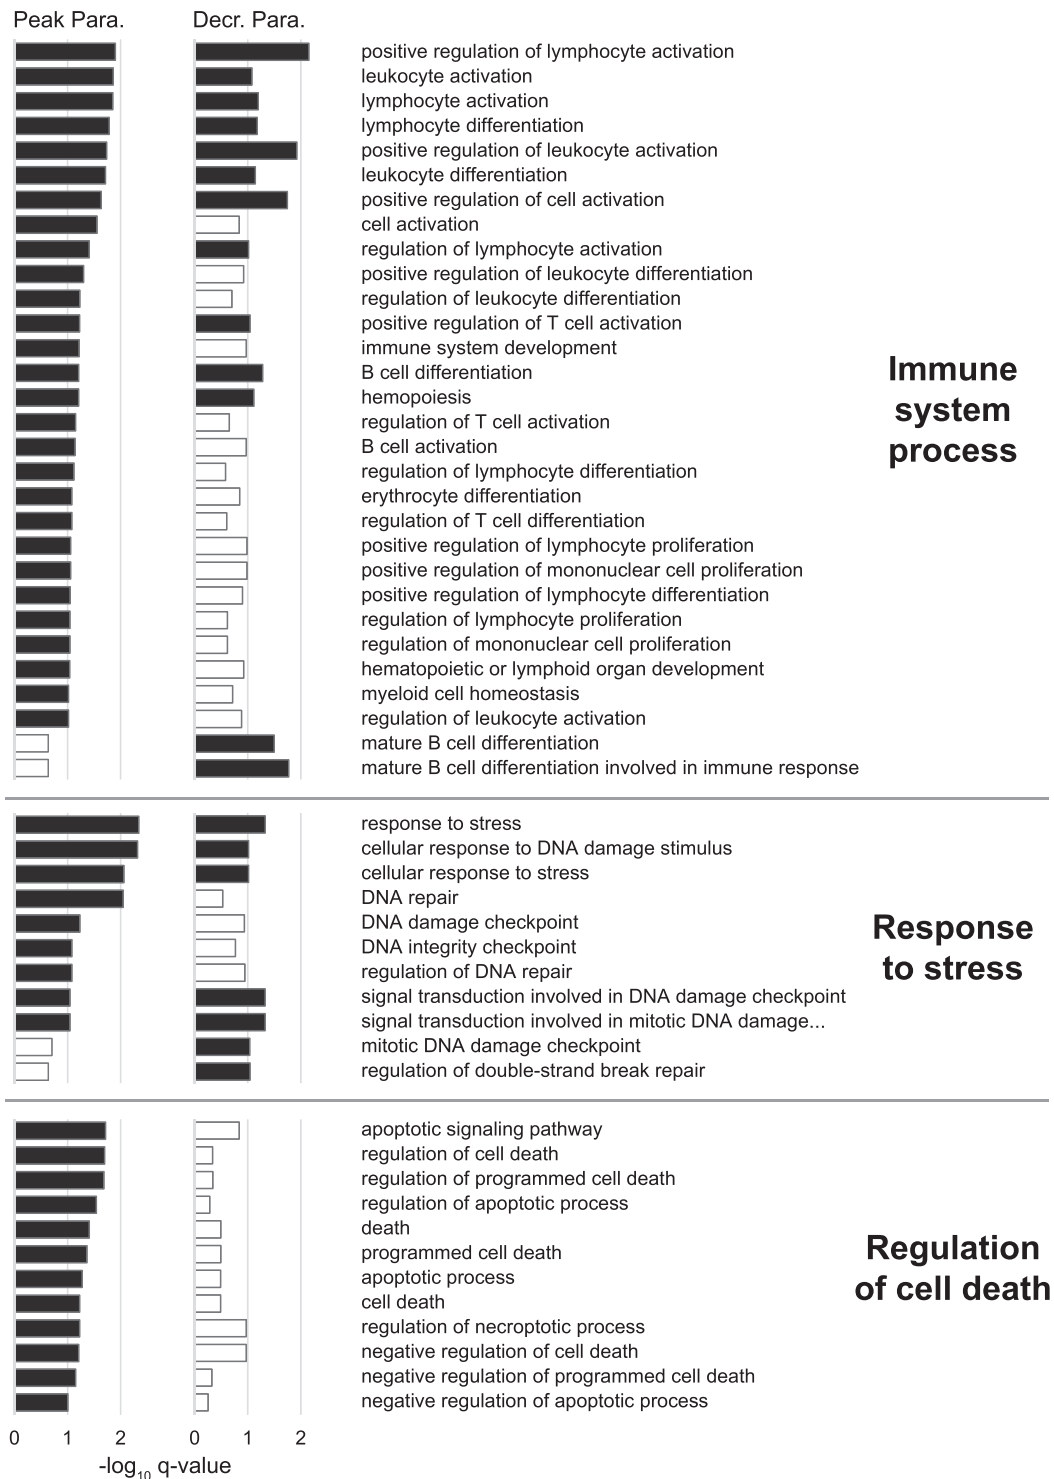 Peak Para.
Decr. Para.
positive regulation of lymphocyte activation
leukocyte activation
lymphocyte activation
lymphocyte differentiation
positive regulation of leukocyte activation
leukocyte differentiation
positive regulation of cell activation
cell activation
regulation of lymphocyte activation
positive regulation of leukocyte differentiation
regulation of leukocyte differentiation
positive regulation of T cell activation
immune system development
B cell differentiation
hemopoiesis
regulation of T cell activation
B cell activation
regulation of lymphocyte differentiation
erythrocyte differentiation
regulation of T cell differentiation
positive regulation of lymphocyte proliferation
positive regulation of mononuclear cell proliferation
positive regulation of lymphocyte differentiation
regulation of lymphocyte proliferation
regulation of mononuclear cell proliferation
hematopoietic or lymphoid organ development
myeloid cell homeostasis
regulation of leukocyte activation
mature B cell differentiation
mature B cell differentiation involved in immune response
Immune
system
process
response to stress
cellular response to DNA damage stimulus
cellular response to stress
DNA repair
DNA damage checkpoint
DNA integrity checkpoint
regulation of DNA repair
signal transduction involved in DNA damage checkpoint
signal transduction involved in mitotic DNA damage...
mitotic DNA damage checkpoint
regulation of double-strand break repair
Response
to stress
apoptotic signaling pathway
regulation of cell death
regulation of programmed cell death
regulation of apoptotic process
death
programmed cell death
apoptotic process
cell death
regulation of necroptotic process
negative regulation of cell death
negative regulation of programmed cell death
negative regulation of apoptotic process
Regulation
of cell death
0 1 2
0 1 2
-log10 q-value